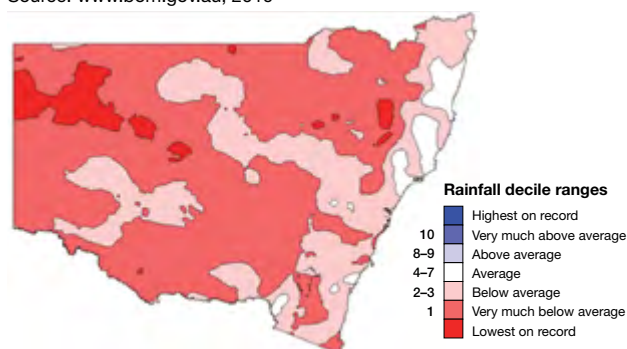 Rainfall decile ranges
Highest on record
10 Very much above average
8–9 Above average
4–7 Average
2–3 Below average
1 Very much below average
Lowest on record